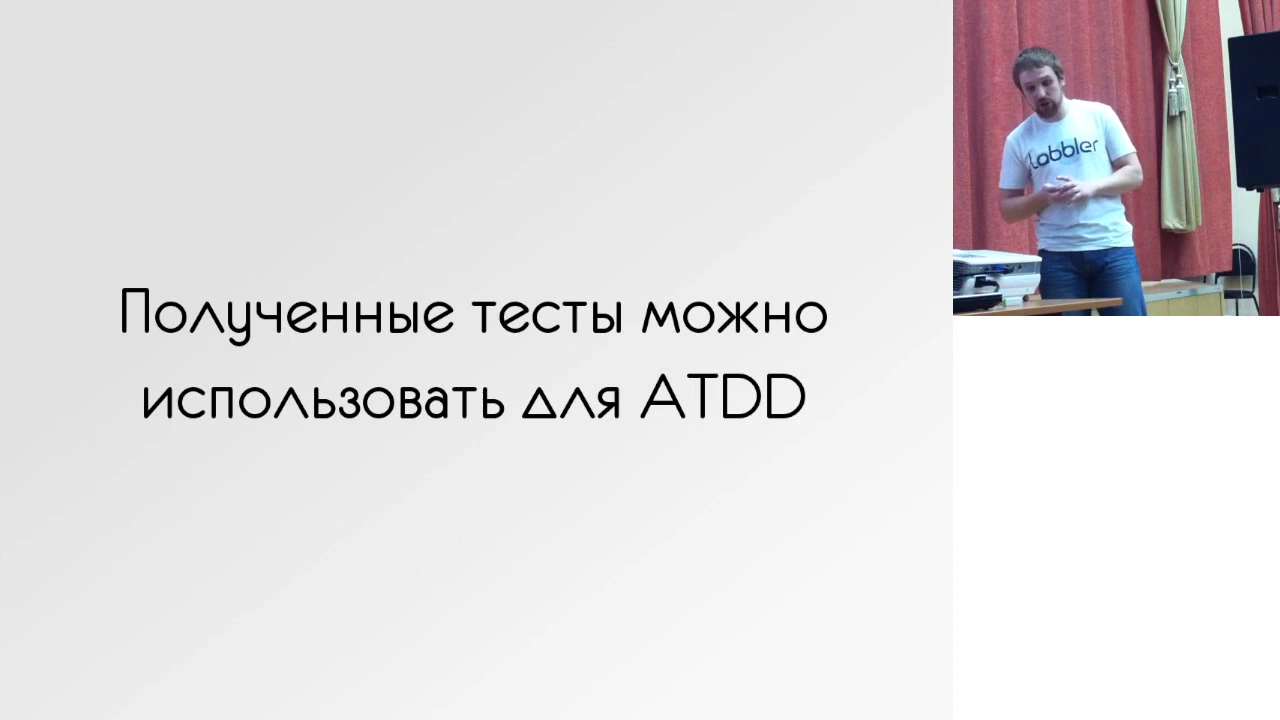 Полученные тесты можно
использовать для ATDD
Labbler